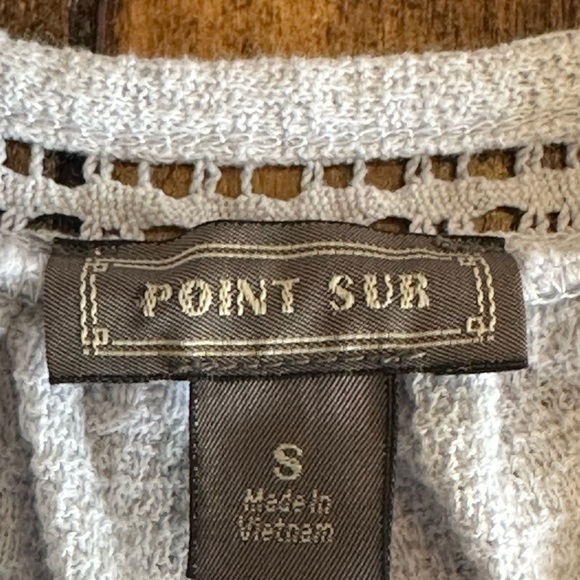 POINT SUR
S
Made in
Vietnam